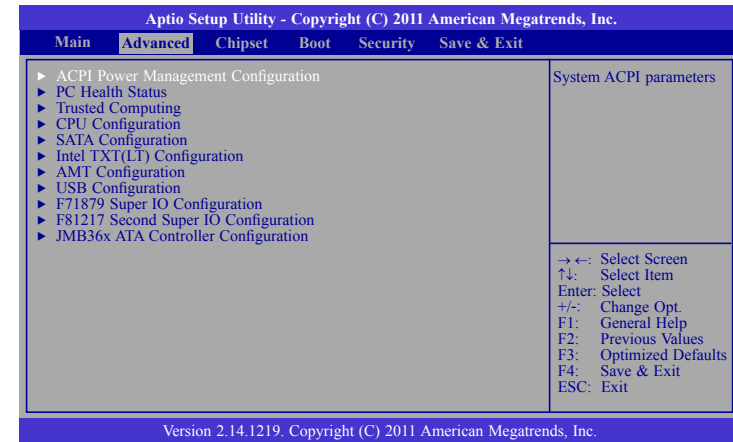 Aptio Setup Utility - Copyright (C) 2011 American Megatrends, Inc.
Main Advanced Chipset Boot Security Save & Exit
► ACPI Power Management Configuration
► PC Health Status
► Trusted Computing
► CPU Configuration
► SATA Configuration
► Intel TXT(LT) Configuration
► AMT Configuration
► USB Configuration
► F71879 Super IO Configuration
► F81217 Second Super IO Configuration
► JMB36x ATA Controller Configuration
System ACPI parameters
→←: Select Screen
↑↓: Select Item
Enter: Select
+/-: Change Opt.
F1: General Help
F2: Previous Values
F3: Optimized Defaults
F4: Save & Exit
ESC: Exit
Version 2.14.1219. Copyright (C) 2011 American Megatrends, Inc.